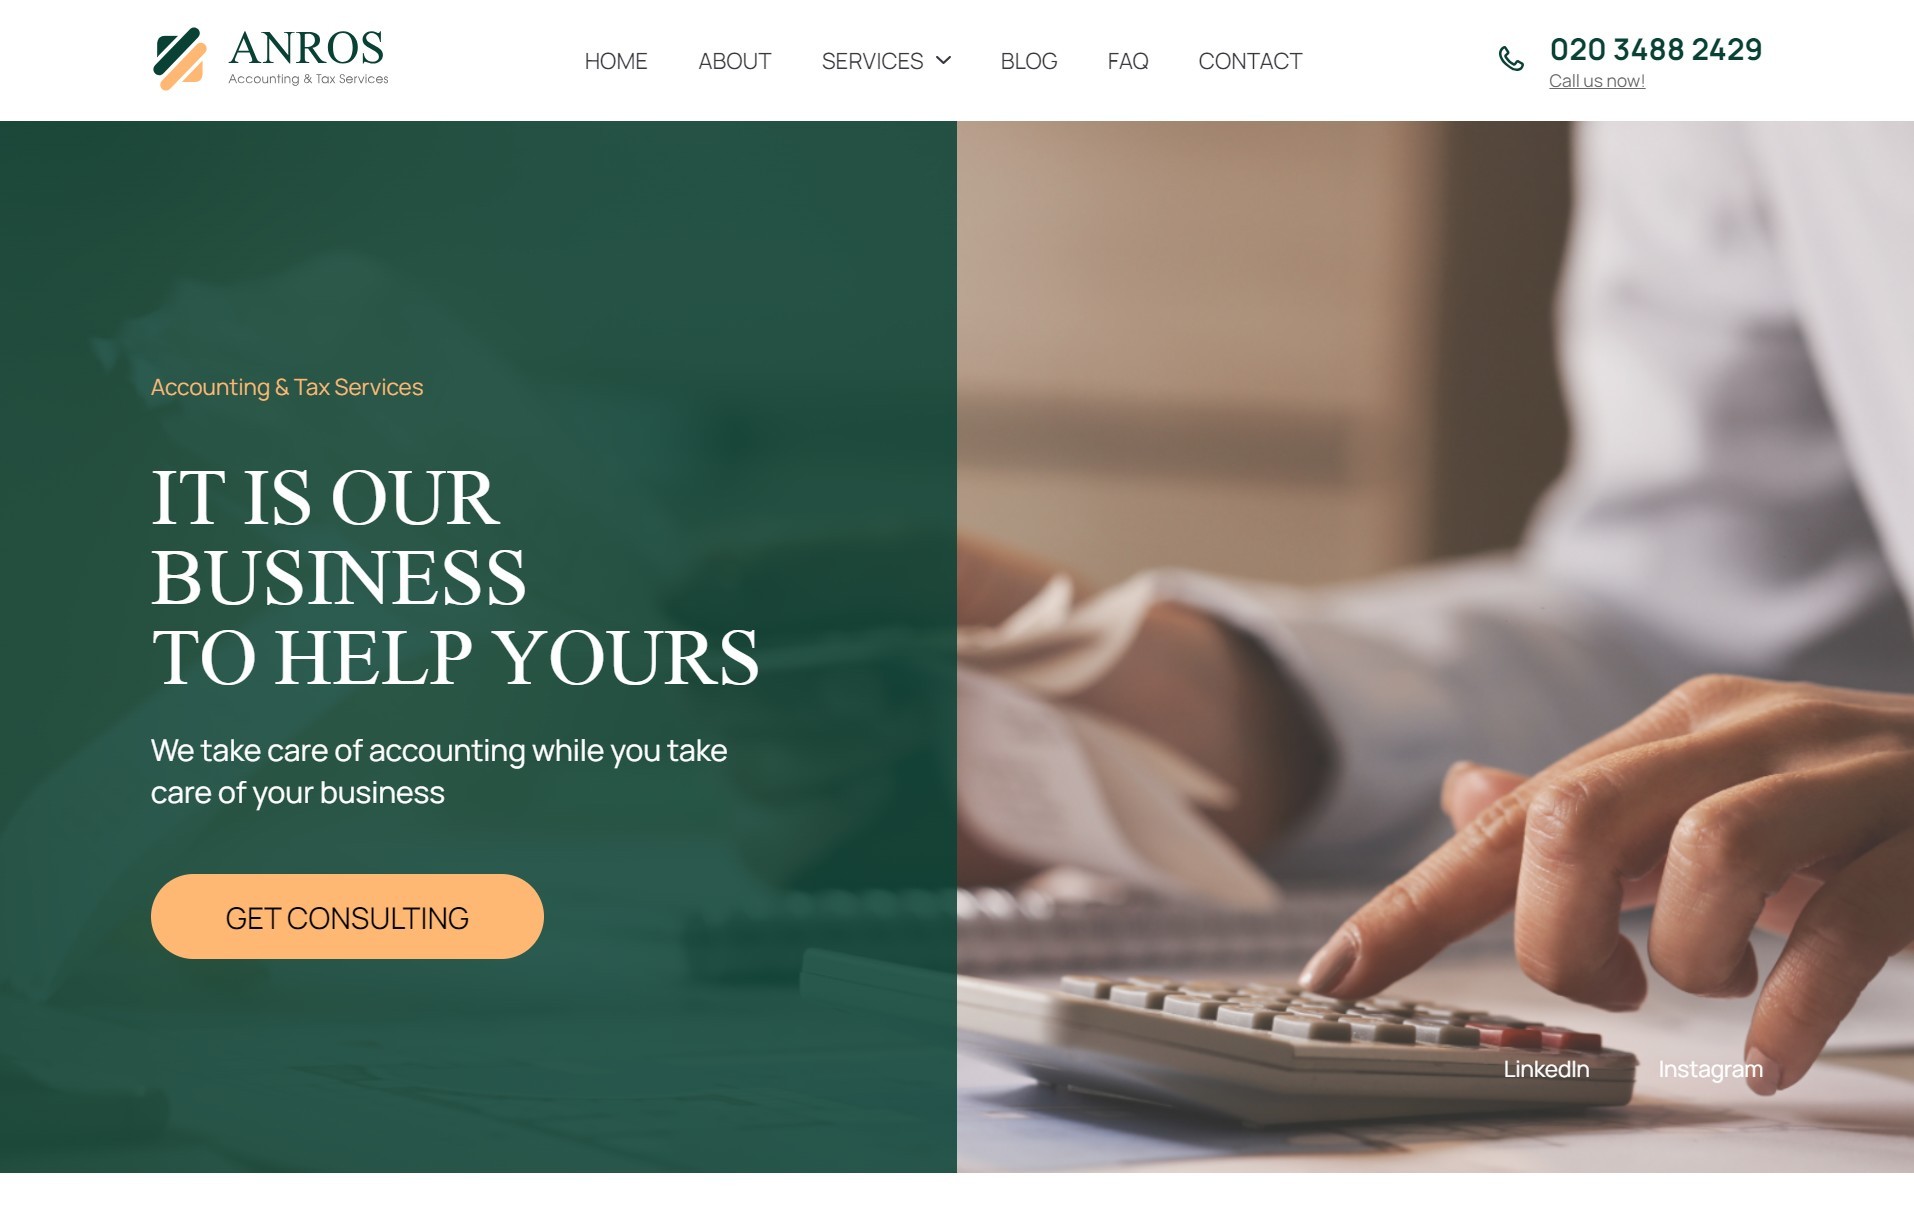 ANROS
Accounting & Tax Services
HOME
ABOUT
SERVICES
BLOG
FAQ
CONTACT
020 3488 2429
Call us now!
Accounting & Tax Services
IT IS OUR
BUSINESS
TO HELP YOURS
We take care of accounting while you take
care of your business
GET CONSULTING
LinkedIn
Instagram